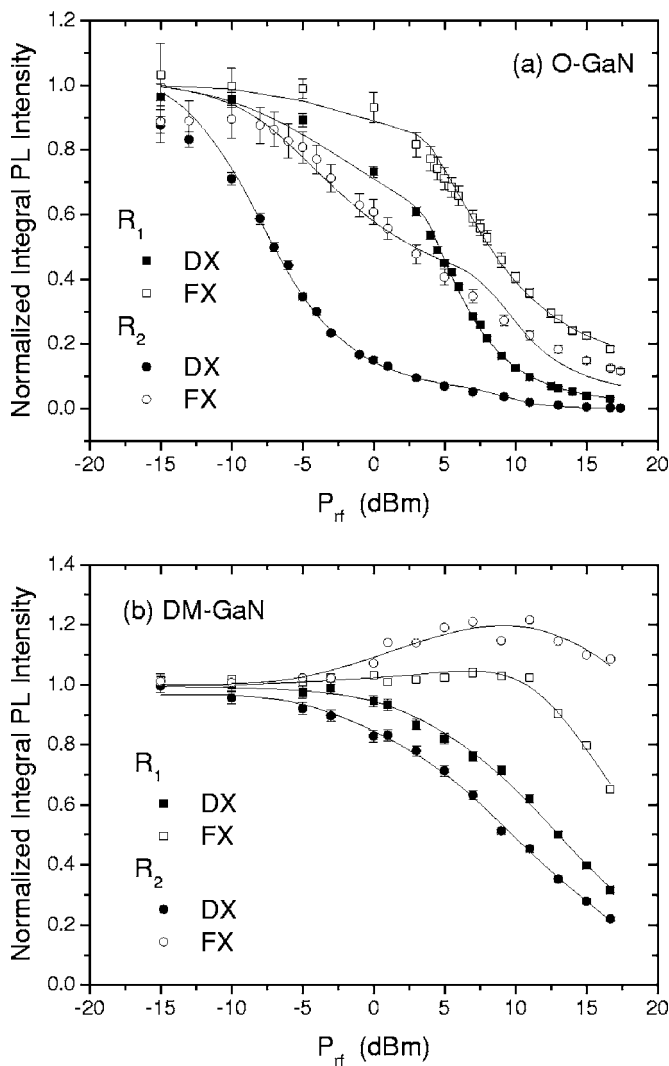 (a) O-GaN
Normalized Integral PL Intensity
1.2
1.0
0.8
0.6
0.4
0.2
0.0
R1
DX
FX
R2
DX
FX
-20 -15 -10 -5 0 5 10 15 20
Prf (dBm)
(b) DM-GaN
Normalized Integral PL Intensity
1.4
1.2
1.0
0.8
0.6
0.4
0.2
0.0
R1
DX
FX
R2
DX
FX
-20 -15 -10 -5 0 5 10 15 20
Prf (dBm)